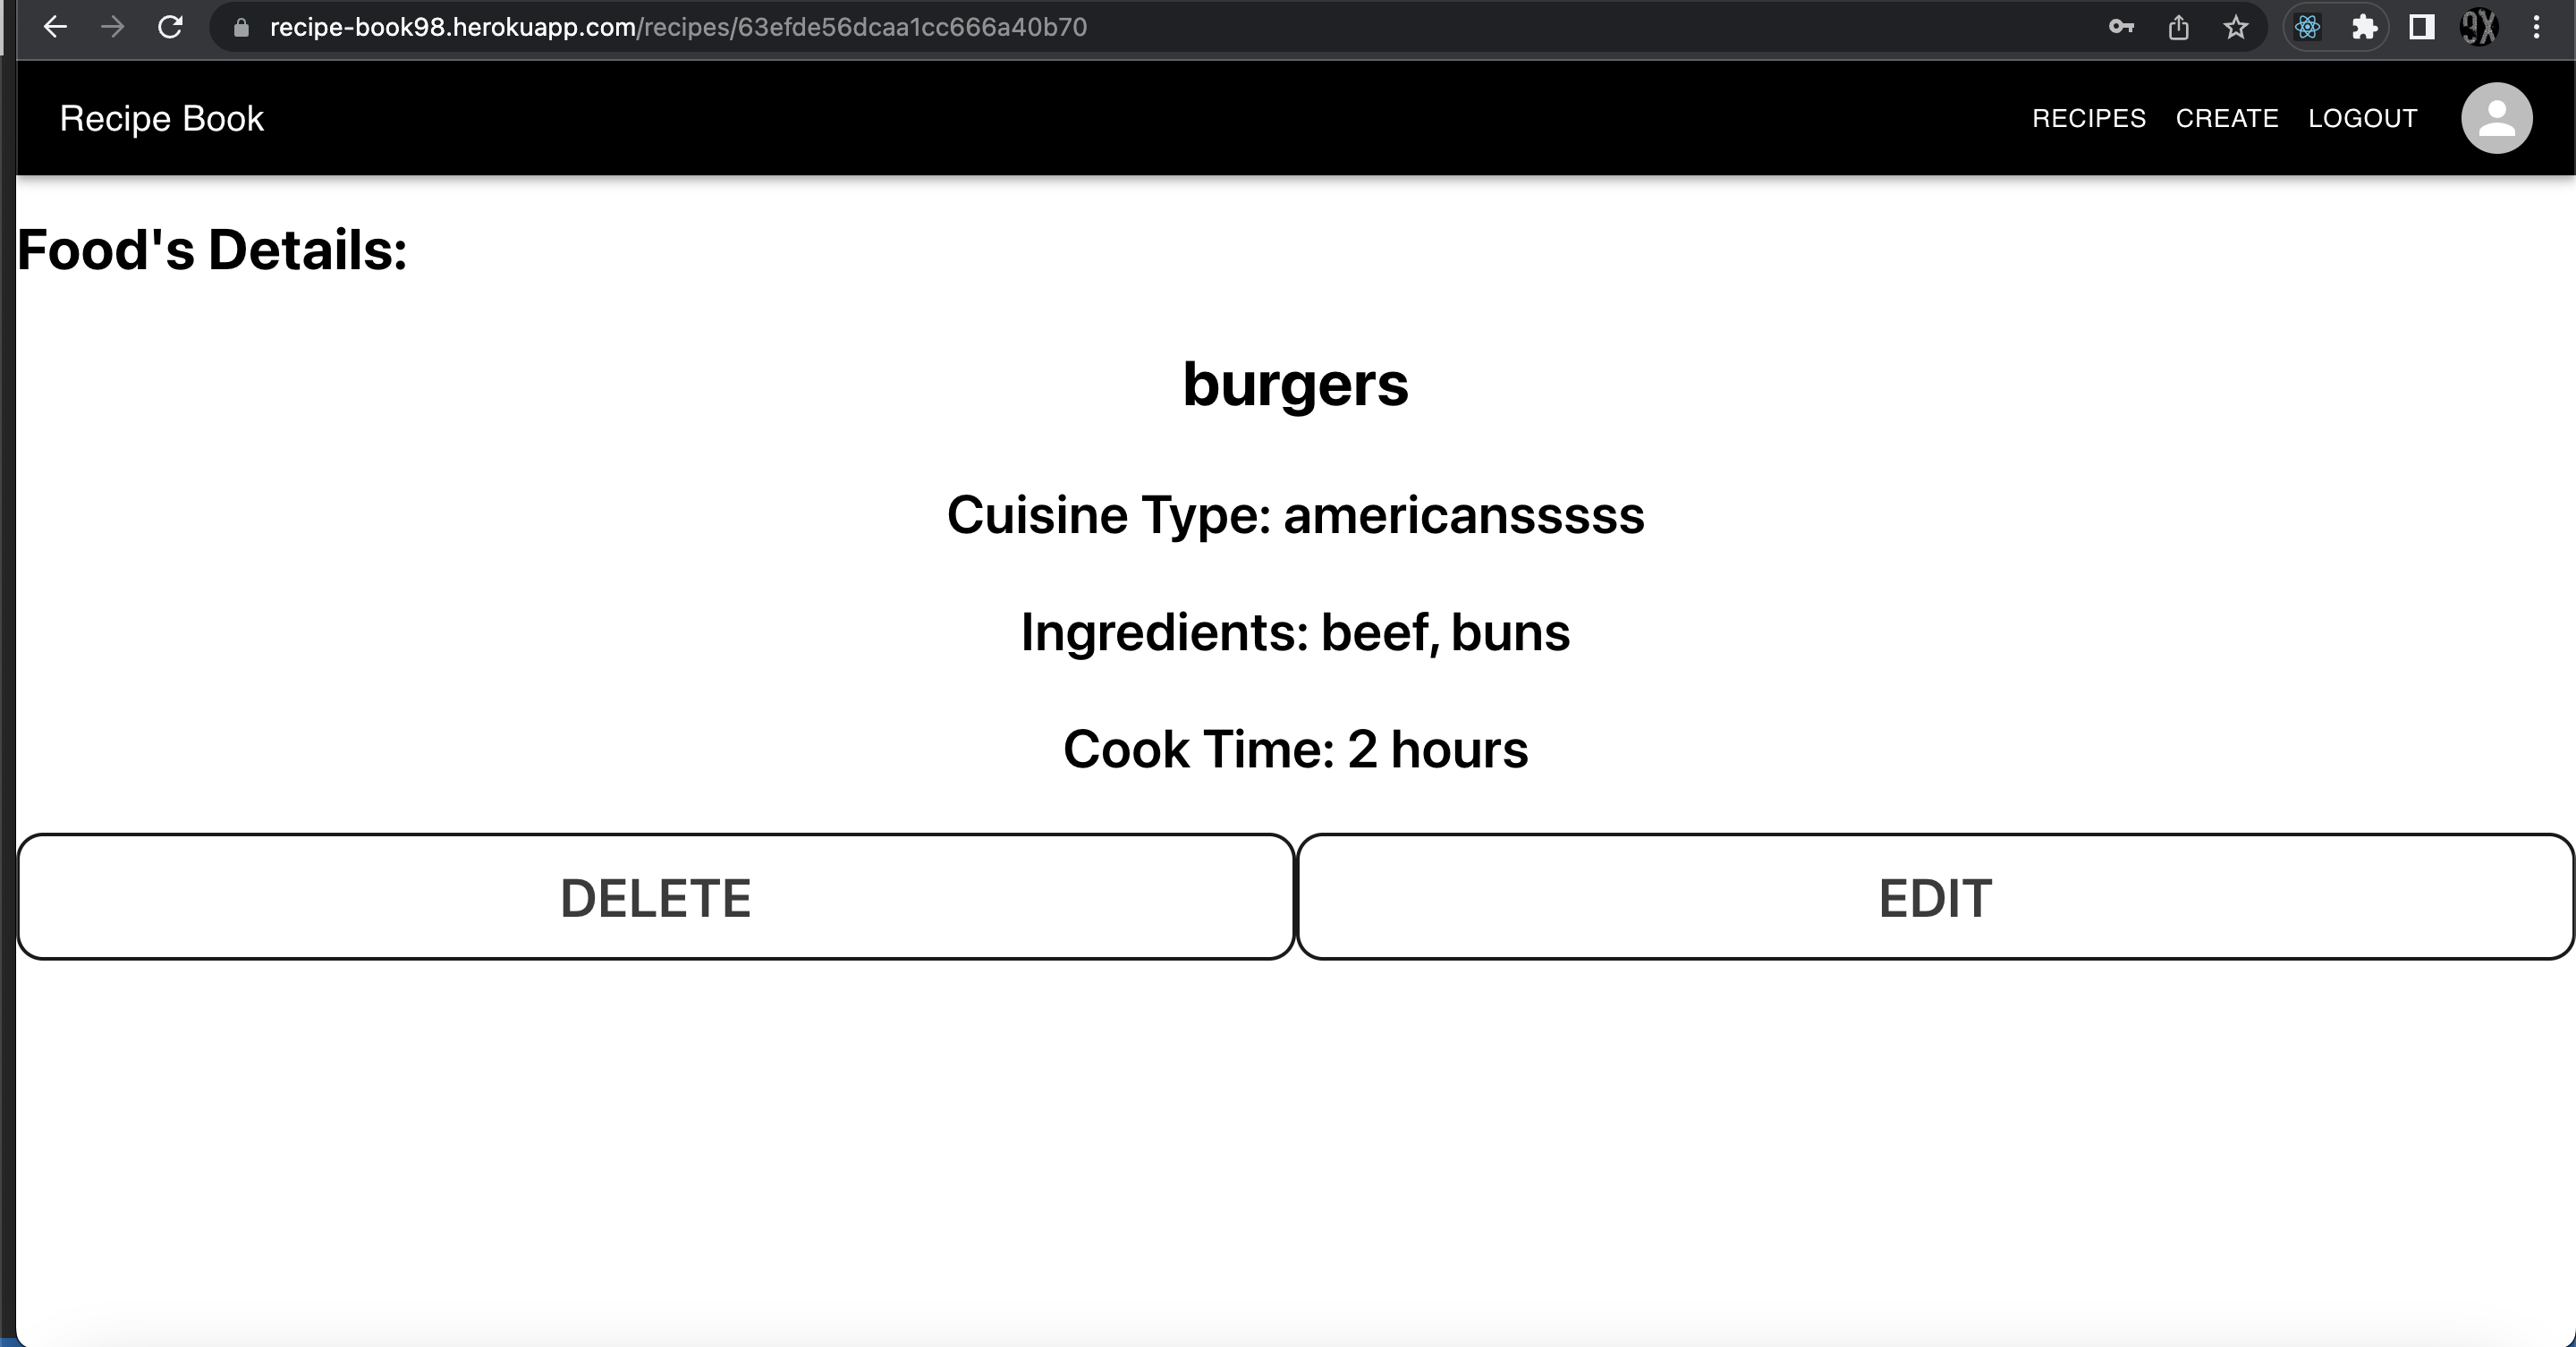 recipe-book98.herokuapp.com/recipes/63efde56dcaa1cc666a40b70
Recipe Book
RECIPES CREATE LOGOUT
Food's Details:
burgers
Cuisine Type: americansssss
Ingredients: beef, buns
Cook Time: 2 hours
DELETE EDIT